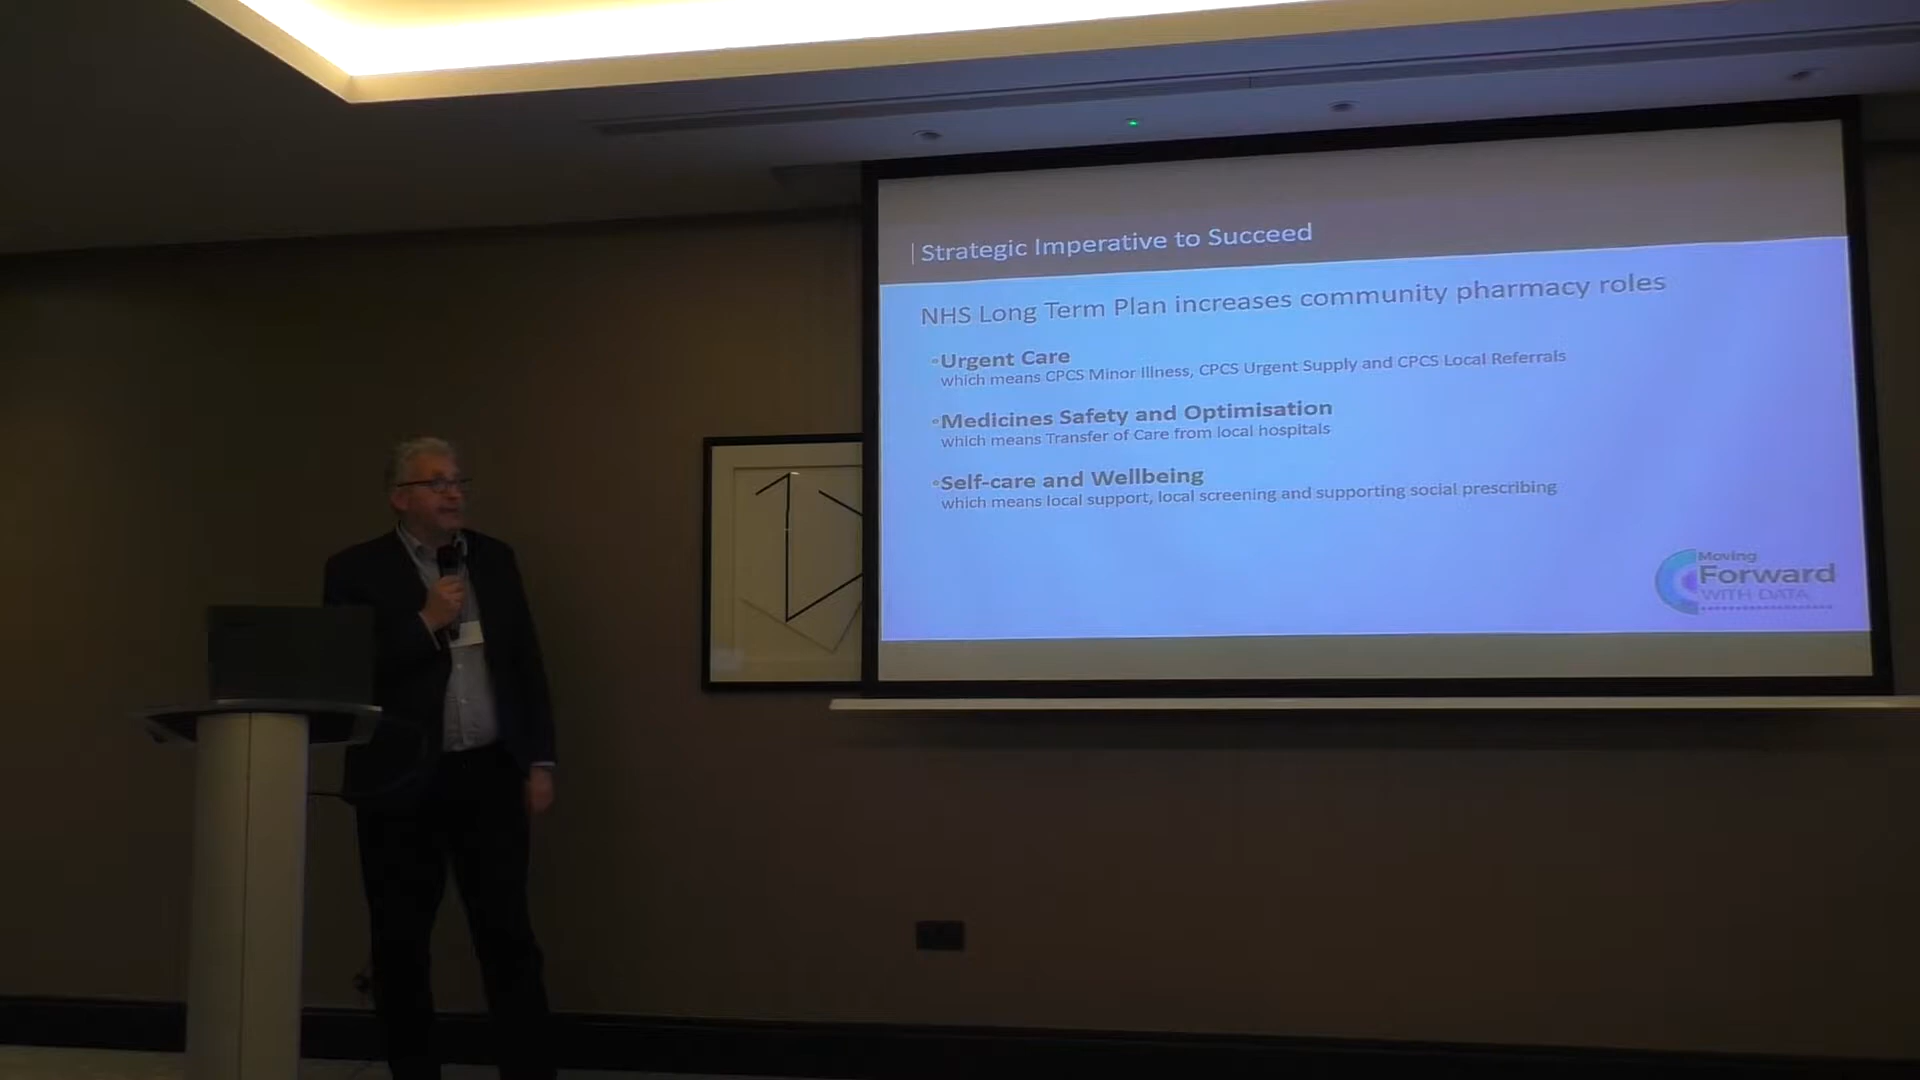 Strategic Imperative to Succeed
NHS Long Term Plan increases community pharmacy roles
Urgent Care
which means CPCS Minor Illness, CPCS Urgent Supply and CPCS Local Referrals
Medicines Safety and Optimisation
which means Transfer of Care from local hospitals
Self-care and Wellbeing
which means local support, local screening and supporting social prescribing
Moving
Forward
WITH DATA